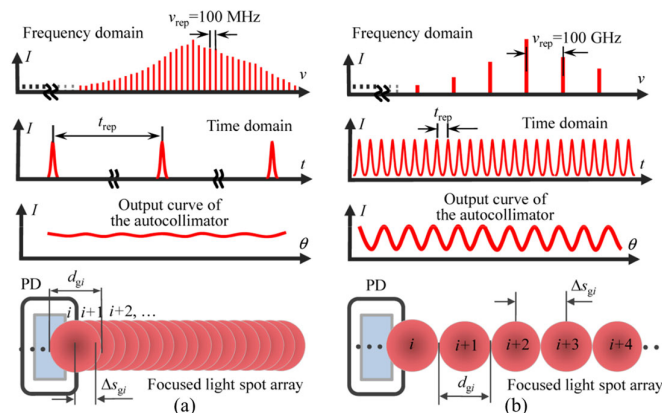 I
Frequency domain
ν_rep=100 MHz
ν
I
t_rep
Time domain
t
I
Output curve of
the autocollimator
θ
PD
d_gi
i i+1 i+2, …
Δs_gi
Focused light spot array
(a)
I
Frequency domain
ν_rep=100 GHz
ν
I
t_rep
Time domain
t
I
Output curve of
the autocollimator
θ
PD
Δs_gi
i i+1 i+2 i+3 i+4
d_gi
Focused light spot array
(b)